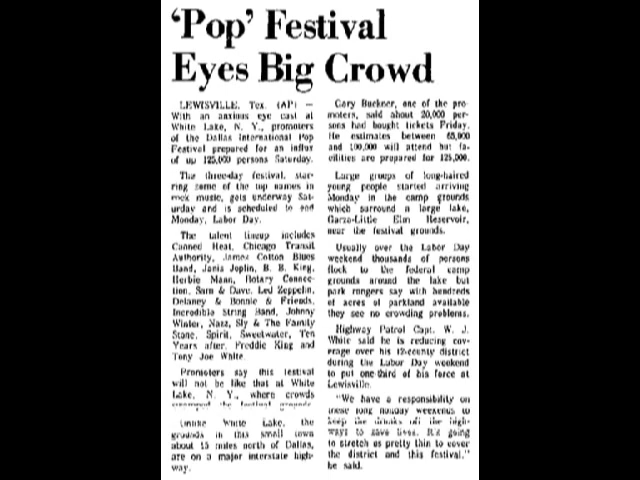 'Pop' Festival
Eyes Big Crowd
LEWISVILLE, Tex. (AP) —
With an anxious eye cast at
White Lake, N. Y., promoters
of the Dallas International Pop
Festival prepared for an influx
of up 125,000 persons Saturday.
The three-day festival, star-
ring some of the top names in
rock music, gets underway Sat-
urday and is scheduled to end
Monday, Labor Day.
The talent lineup includes
Canned Heat, Chicago Transit
Authority, James Cotton Blues
Band, Janis Joplin, B. B. King,
Herbie Mann, Rotary Connec-
tion, Sam & Dave, Led Zeppelin,
Delaney & Bonnie & Friends,
Incredible String Band, Johnny
Winter, Nazz, Sly & The Family
Stone, Spirit, Sweetwater, Ten
Years after, Freddie King and
Tony Joe White.
Promoters say this festival
will not be like that at White
Lake, N. Y., where crowds
swamped the festival grounds.
Unlike White Lake, the
grounds in this small town
about 15 miles north of Dallas,
are on a major interstate high-
way.
Gary Buckner, one of the pro-
moters, said about 20,000 per-
sons had bought tickets Friday.
He estimates between 65,000
and 100,000 will attend but fa-
cilities are prepared for 125,000.
Large groups of long-haired
young people started arriving
Monday in the camp grounds
which surround a large lake,
Garza-Little Elm Reservoir,
near the festival grounds.
Usually over the Labor Day
weekend thousands of persons
flock to the federal camp
grounds around the lake but
park rangers say with hundreds
of acres of parkland available
they see no crowding problems.
Highway Patrol Capt. W. J.
White said he is reducing cov-
erage over his district
during the Labor Day weekend
to put one-third of his force at
Lewisville.
"We have a responsibility on
these long holiday weekends to
keep the drunks off the high-
ways to save lives. It's going
to stretch us pretty thin to cover
the district and this festival,"
he said.